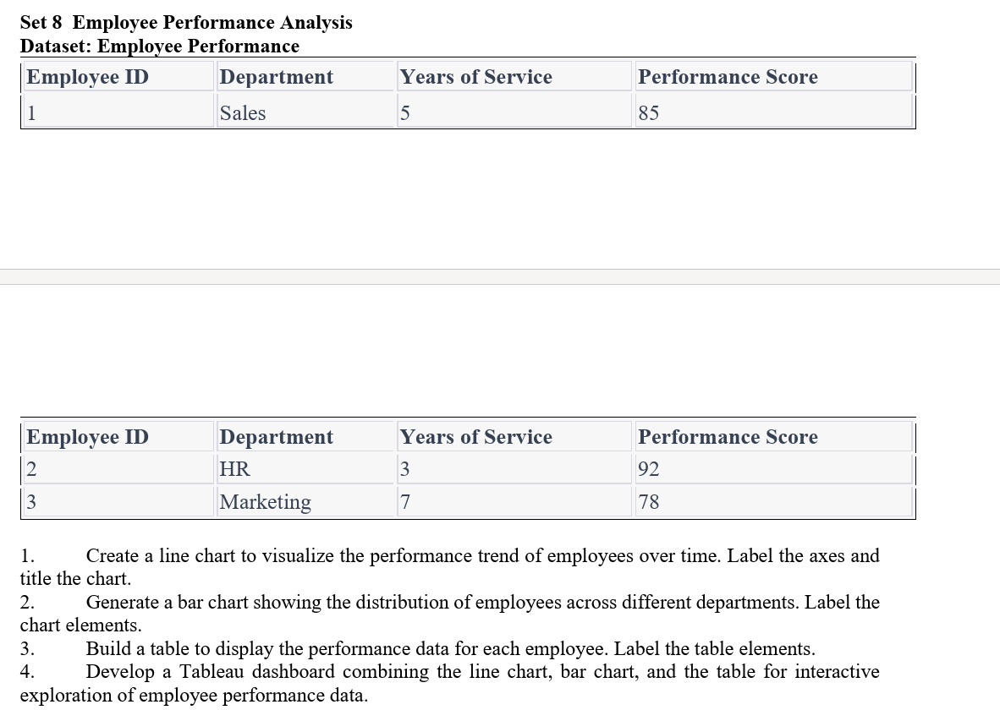 Set 8  Employee Performance Analysis
Dataset: Employee Performance
Employee ID Department Years of Service Performance Score
1 Sales 5 85
Employee ID Department Years of Service Performance Score
2 HR 3 92
3 Marketing 7 78
1. Create a line chart to visualize the performance trend of employees over time. Label the axes and
title the chart.
2. Generate a bar chart showing the distribution of employees across different departments. Label the
chart elements.
3. Build a table to display the performance data for each employee. Label the table elements.
4. Develop a Tableau dashboard combining the line chart, bar chart, and the table for interactive
exploration of employee performance data.